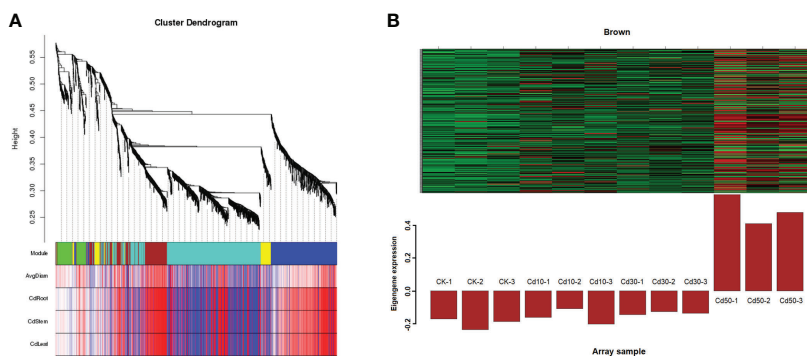 A
Cluster Dendrogram
Height
0.55
0.50
0.45
0.40
0.35
0.30
0.25
Module
AvgDiam
CdRoot
CdStem
CdLeaf
B
Brown
Eigengene expression
0.4
0.2
0.0
-0.2
CK-1 CK-2 CK-3 Cd10-1 Cd10-2 Cd10-3 Cd30-1 Cd30-2 Cd30-3
Cd50-1 Cd50-2 Cd50-3
Array sample